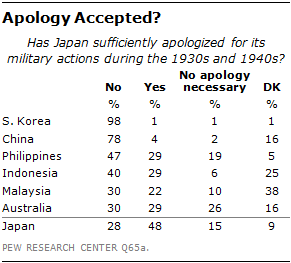 Apology Accepted?
Has Japan sufficiently apologized for its
military actions during the 1930s and 1940s?
No apology
No Yes necessary DK
% % % %
S. Korea 98 1 1 1
China 78 4 2 16
Philippines 47 29 19 5
Indonesia 40 29 6 25
Malaysia 30 22 10 38
Australia 30 29 26 16
Japan 28 48 15 9
PEW RESEARCH CENTER Q65a.